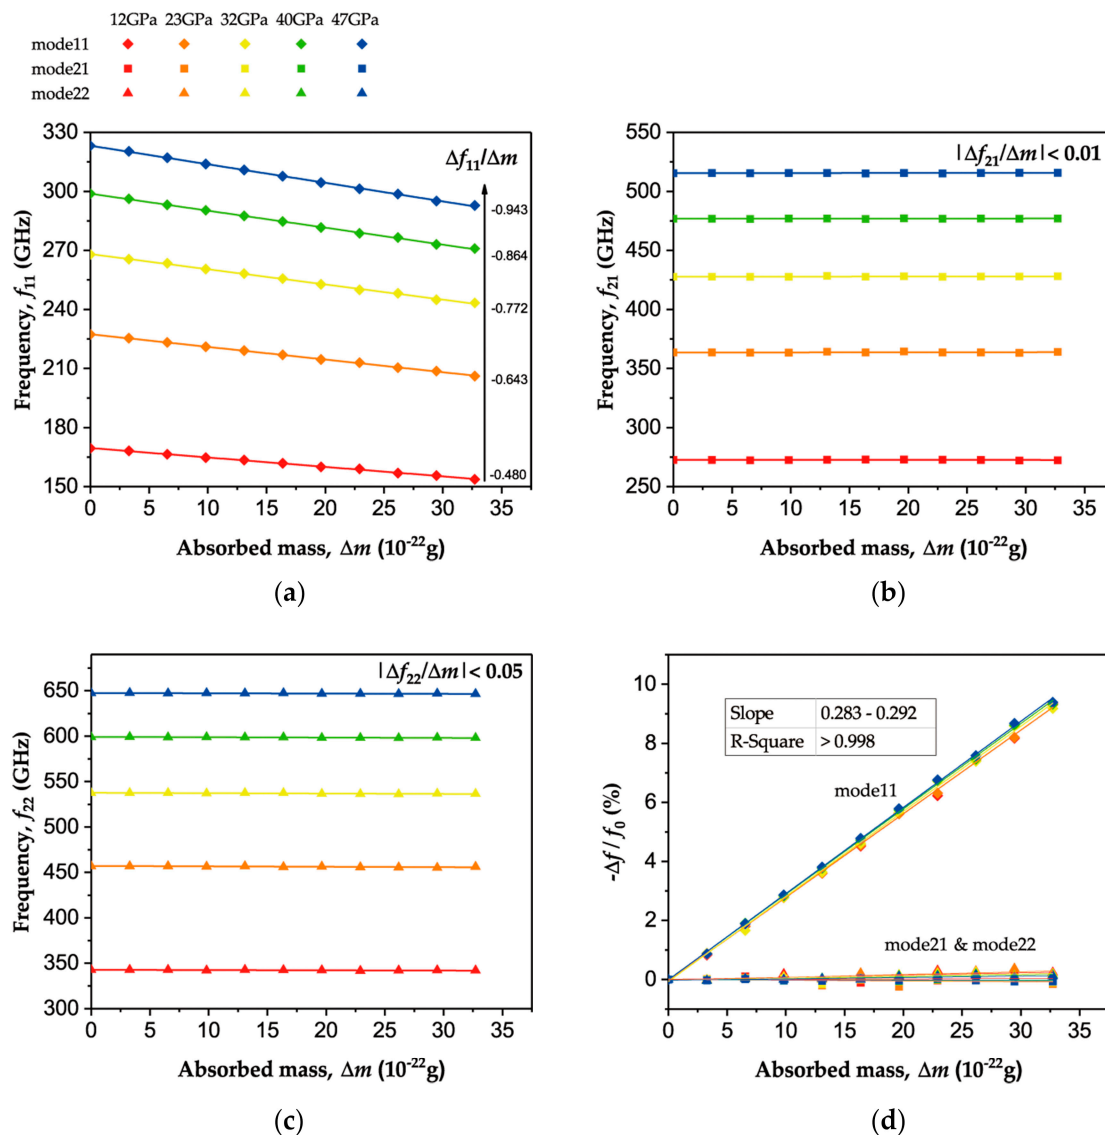 12GPa 23GPa 32GPa 40GPa 47GPa
mode11
mode21
mode22
330
300
270
240
210
180
150
0 5 10 15 20 25 30 35
Frequency, f11 (GHz)
Absorbed mass, Δm (10-22g)
Δf11/Δm
-0.943
-0.864
-0.772
-0.643
-0.480
(a)
550
500
450
400
350
300
250
0 5 10 15 20 25 30 35
Frequency, f21 (GHz)
Absorbed mass, Δm (10-22g)
|Δf21/Δm| < 0.01
(b)
650
600
550
500
450
400
350
300
0 5 10 15 20 25 30 35
Frequency, f22 (GHz)
Absorbed mass, Δm (10-22g)
|Δf22/Δm| < 0.05
(c)
10
8
6
4
2
0
0 5 10 15 20 25 30 35
-Δf / f0 (%)
Absorbed mass, Δm (10-22g)
Slope 0.283 - 0.292
R-Square > 0.998
mode11
mode21 & mode22
(d)